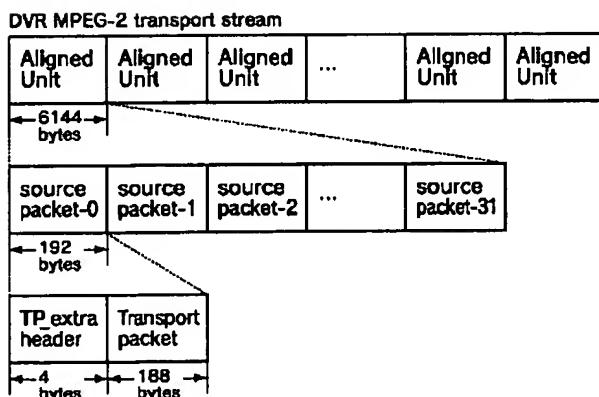 DVR MPEG-2 transport stream
Aligned Unit
Aligned Unit
Aligned Unit
...
Aligned Unit
Aligned Unit
6144 bytes
source packet-0
source packet-1
source packet-2
...
source packet-31
192 bytes
TP_extra header
Transport packet
4 bytes
188 bytes